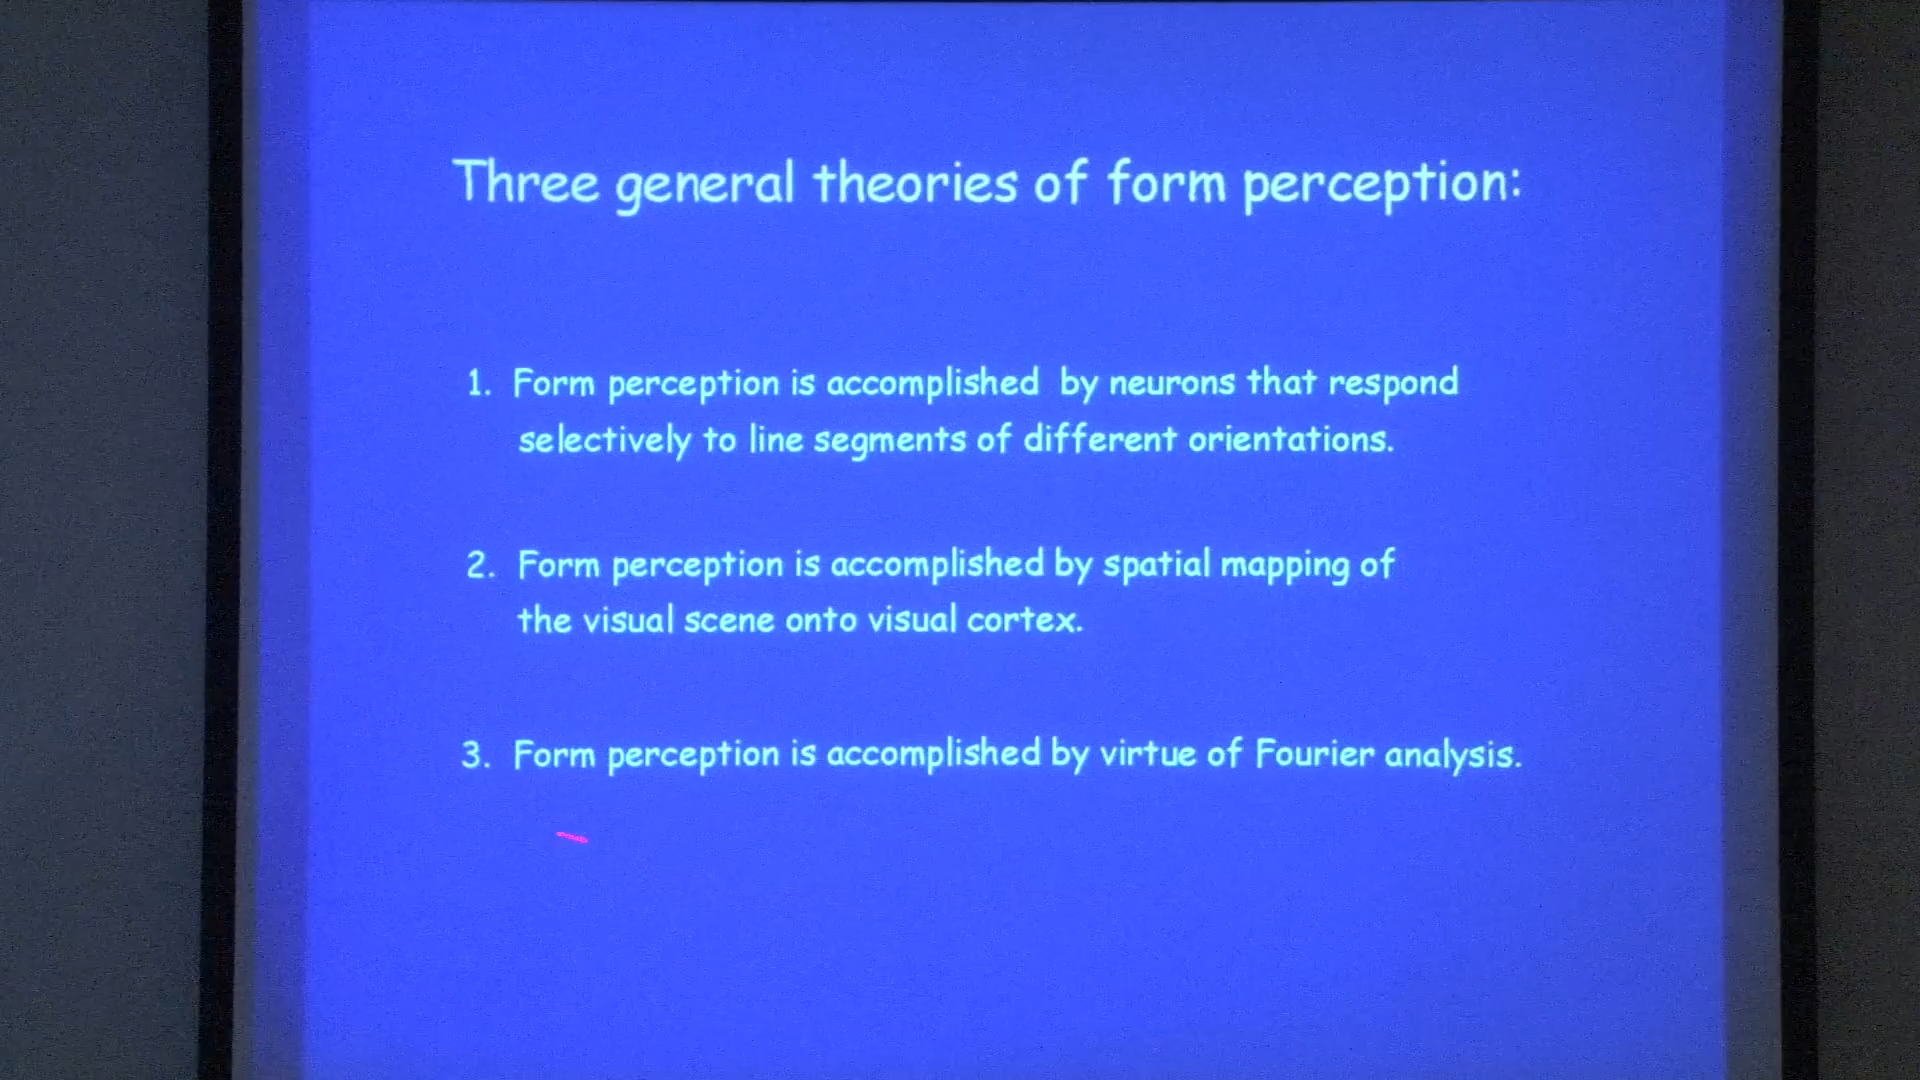 Three general theories of form perception:
1. Form perception is accomplished by neurons that respond
selectively to line segments of different orientations.
2. Form perception is accomplished by spatial mapping of
the visual scene onto visual cortex.
3. Form perception is accomplished by virtue of Fourier analysis.